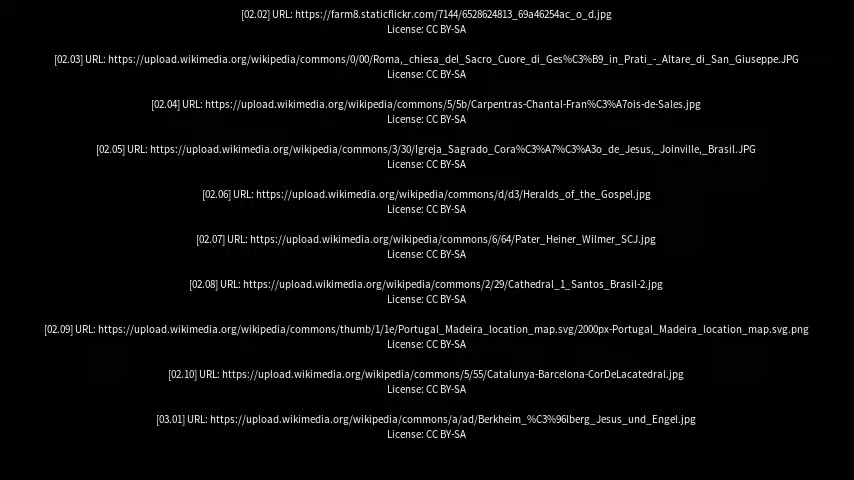 [02.02] URL: https://farm8.staticflickr.com/7144/6528624813_69a46254ac_o_d.jpg
License: CC BY-SA
[02.03] URL: https://upload.wikimedia.org/wikipedia/commons/0/00/Roma,_chiesa_del_Sacro_Cuore_di_Ges%C3%B9_in_Prati_-_Altare_di_San_Giuseppe.JPG
License: CC BY-SA
[02.04] URL: https://upload.wikimedia.org/wikipedia/commons/5/5b/Carpentras-Chantal-Fran%C3%A7ois-de-Sales.jpg
License: CC BY-SA
[02.05] URL: https://upload.wikimedia.org/wikipedia/commons/3/30/Igreja_Sagrado_Cora%C3%A7%C3%A3o_de_Jesus,_Joinville,_Brasil.JPG
License: CC BY-SA
[02.06] URL: https://upload.wikimedia.org/wikipedia/commons/d/d3/Heralds_of_the_Gospel.jpg
License: CC BY-SA
[02.07] URL: https://upload.wikimedia.org/wikipedia/commons/6/64/Pater_Heiner_Wilmer_SCJ.jpg
License: CC BY-SA
[02.08] URL: https://upload.wikimedia.org/wikipedia/commons/2/29/Cathedral_1_Santos_Brasil-2.jpg
License: CC BY-SA
[02.09] URL: https://upload.wikimedia.org/wikipedia/commons/thumb/1/1e/Portugal_Madeira_location_map.svg/2000px-Portugal_Madeira_location_map.svg.png
License: CC BY-SA
[02.10] URL: https://upload.wikimedia.org/wikipedia/commons/5/55/Catalunya-Barcelona-CorDeLacatedral.jpg
License: CC BY-SA
[03.01] URL: https://upload.wikimedia.org/wikipedia/commons/a/ad/Berkheim_%C3%96lberg_Jesus_und_Engel.jpg
License: CC BY-SA